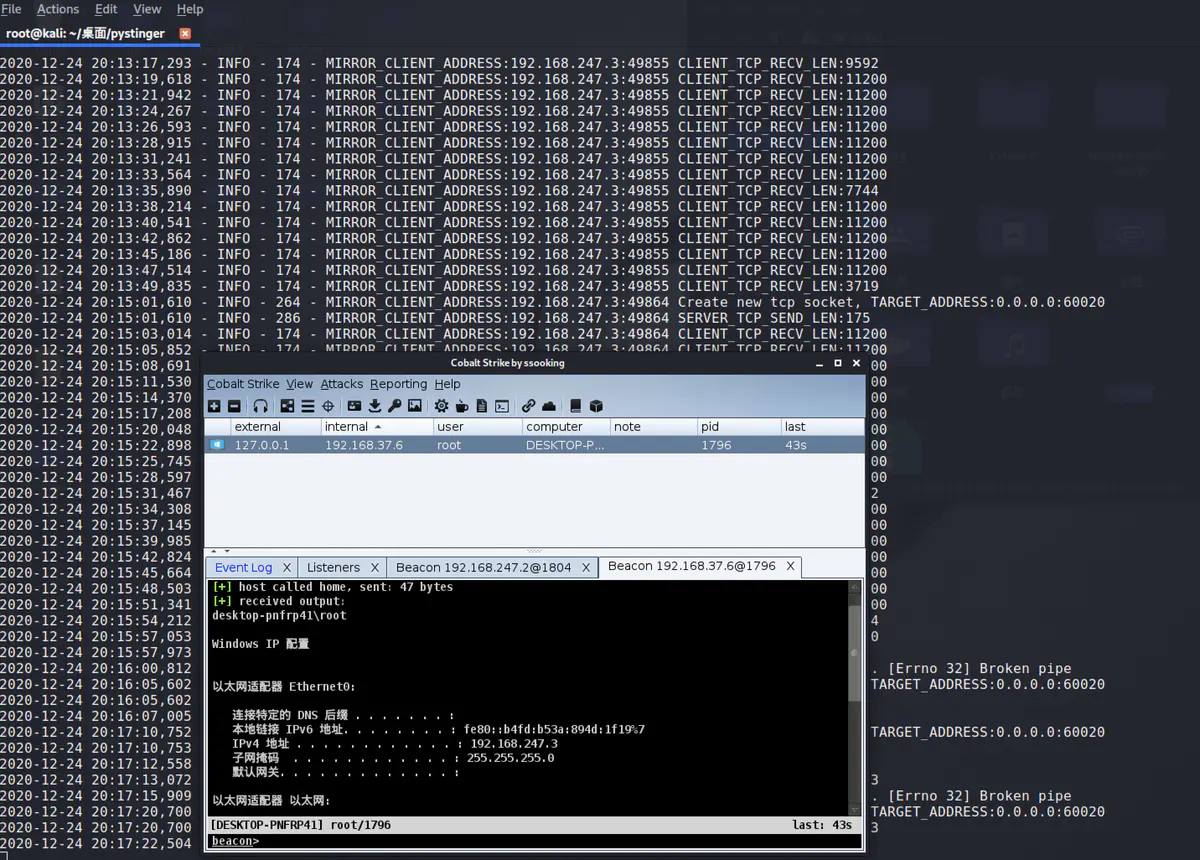 File Actions Edit View Help
root@kali: ~/桌面/pystinger
2020-12-24 20:13:17,293 - INFO - 174 - MIRROR_CLIENT_ADDRESS:192.168.247.3:49855 CLIENT_TCP_RECV_LEN:9592
2020-12-24 20:13:19,618 - INFO - 174 - MIRROR_CLIENT_ADDRESS:192.168.247.3:49855 CLIENT_TCP_RECV_LEN:11200
2020-12-24 20:13:21,942 - INFO - 174 - MIRROR_CLIENT_ADDRESS:192.168.247.3:49855 CLIENT_TCP_RECV_LEN:11200
2020-12-24 20:13:24,267 - INFO - 174 - MIRROR_CLIENT_ADDRESS:192.168.247.3:49855 CLIENT_TCP_RECV_LEN:11200
2020-12-24 20:13:26,593 - INFO - 174 - MIRROR_CLIENT_ADDRESS:192.168.247.3:49855 CLIENT_TCP_RECV_LEN:11200
2020-12-24 20:13:28,915 - INFO - 174 - MIRROR_CLIENT_ADDRESS:192.168.247.3:49855 CLIENT_TCP_RECV_LEN:11200
2020-12-24 20:13:31,241 - INFO - 174 - MIRROR_CLIENT_ADDRESS:192.168.247.3:49855 CLIENT_TCP_RECV_LEN:11200
2020-12-24 20:13:33,564 - INFO - 174 - MIRROR_CLIENT_ADDRESS:192.168.247.3:49855 CLIENT_TCP_RECV_LEN:11200
2020-12-24 20:13:35,890 - INFO - 174 - MIRROR_CLIENT_ADDRESS:192.168.247.3:49855 CLIENT_TCP_RECV_LEN:7744
2020-12-24 20:13:38,214 - INFO - 174 - MIRROR_CLIENT_ADDRESS:192.168.247.3:49855 CLIENT_TCP_RECV_LEN:11200
2020-12-24 20:13:40,541 - INFO - 174 - MIRROR_CLIENT_ADDRESS:192.168.247.3:49855 CLIENT_TCP_RECV_LEN:11200
2020-12-24 20:13:42,862 - INFO - 174 - MIRROR_CLIENT_ADDRESS:192.168.247.3:49855 CLIENT_TCP_RECV_LEN:11200
2020-12-24 20:13:45,186 - INFO - 174 - MIRROR_CLIENT_ADDRESS:192.168.247.3:49855 CLIENT_TCP_RECV_LEN:11200
2020-12-24 20:13:47,514 - INFO - 174 - MIRROR_CLIENT_ADDRESS:192.168.247.3:49855 CLIENT_TCP_RECV_LEN:11200
2020-12-24 20:13:49,835 - INFO - 174 - MIRROR_CLIENT_ADDRESS:192.168.247.3:49855 CLIENT_TCP_RECV_LEN:3719
2020-12-24 20:15:01,610 - INFO - 264 - MIRROR_CLIENT_ADDRESS:192.168.247.3:49864 Create new tcp socket, TARGET_ADDRESS:0.0.0.0:60020
2020-12-24 20:15:01,610 - INFO - 286 - MIRROR_CLIENT_ADDRESS:192.168.247.3:49864 SERVER_TCP_SEND_LEN:175
2020-12-24 20:15:03,014 - INFO - 174 - MIRROR_CLIENT_ADDRESS:192.168.247.3:49864 CLIENT_TCP_RECV_LEN:11200
2020-12-24 20:15:05,852 - INFO - 174 - MIRROR_CLIENT_ADDRESS:192.168.247.3:49864 CLIENT_TCP_RECV_LEN:11200
2020-12-24 20:15:08,691 00
2020-12-24 20:15:11,530 00
2020-12-24 20:15:14,370 00
2020-12-24 20:15:17,208 00
2020-12-24 20:15:20,048 00
2020-12-24 20:15:22,898 00
2020-12-24 20:15:25,745 00
2020-12-24 20:15:28,597 00
2020-12-24 20:15:31,467 2
2020-12-24 20:15:34,308 00
2020-12-24 20:15:37,145 00
2020-12-24 20:15:39,985 00
2020-12-24 20:15:42,824 00
2020-12-24 20:15:45,664 00
2020-12-24 20:15:48,503 00
2020-12-24 20:15:51,341 00
2020-12-24 20:15:54,212 4
2020-12-24 20:15:57,053 0
2020-12-24 20:15:57,973
2020-12-24 20:16:00,812 . [Errno 32] Broken pipe
2020-12-24 20:16:05,602 TARGET_ADDRESS:0.0.0.0:60020
2020-12-24 20:16:05,602
2020-12-24 20:16:07,005
2020-12-24 20:17:10,752 TARGET_ADDRESS:0.0.0.0:60020
2020-12-24 20:17:10,753
2020-12-24 20:17:12,558
2020-12-24 20:17:13,072 3
2020-12-24 20:17:15,909 . [Errno 32] Broken pipe
2020-12-24 20:17:20,700 TARGET_ADDRESS:0.0.0.0:60020
2020-12-24 20:17:20,700 3
2020-12-24 20:17:22,504
Cobalt Strike by ssooking
Cobalt Strike View Attacks Reporting Help
external internal user computer note pid last
127.0.0.1 192.168.37.6 root DESKTOP-P... 1796 43s
Event Log X Listeners X Beacon 192.168.247.2@1804 X Beacon 192.168.37.6@1796 X
[+] host called home, sent: 47 bytes
[+] received output:
desktop-pnfrp41\root
Windows IP 配置
以太网适配器 Ethernet0:
连接特定的 DNS 后缀 . . . . . . . :
本地链接 IPv6 地址. . . . . . . . : fe80::b4fd:b53a:894d:1f19%7
IPv4 地址 . . . . . . . . . . . . : 192.168.247.3
子网掩码 . . . . . . . . . . . . : 255.255.255.0
默认网关. . . . . . . . . . . . . :
以太网适配器 以太网:
[DESKTOP-PNFRP41] root/1796 last: 43s
beacon>